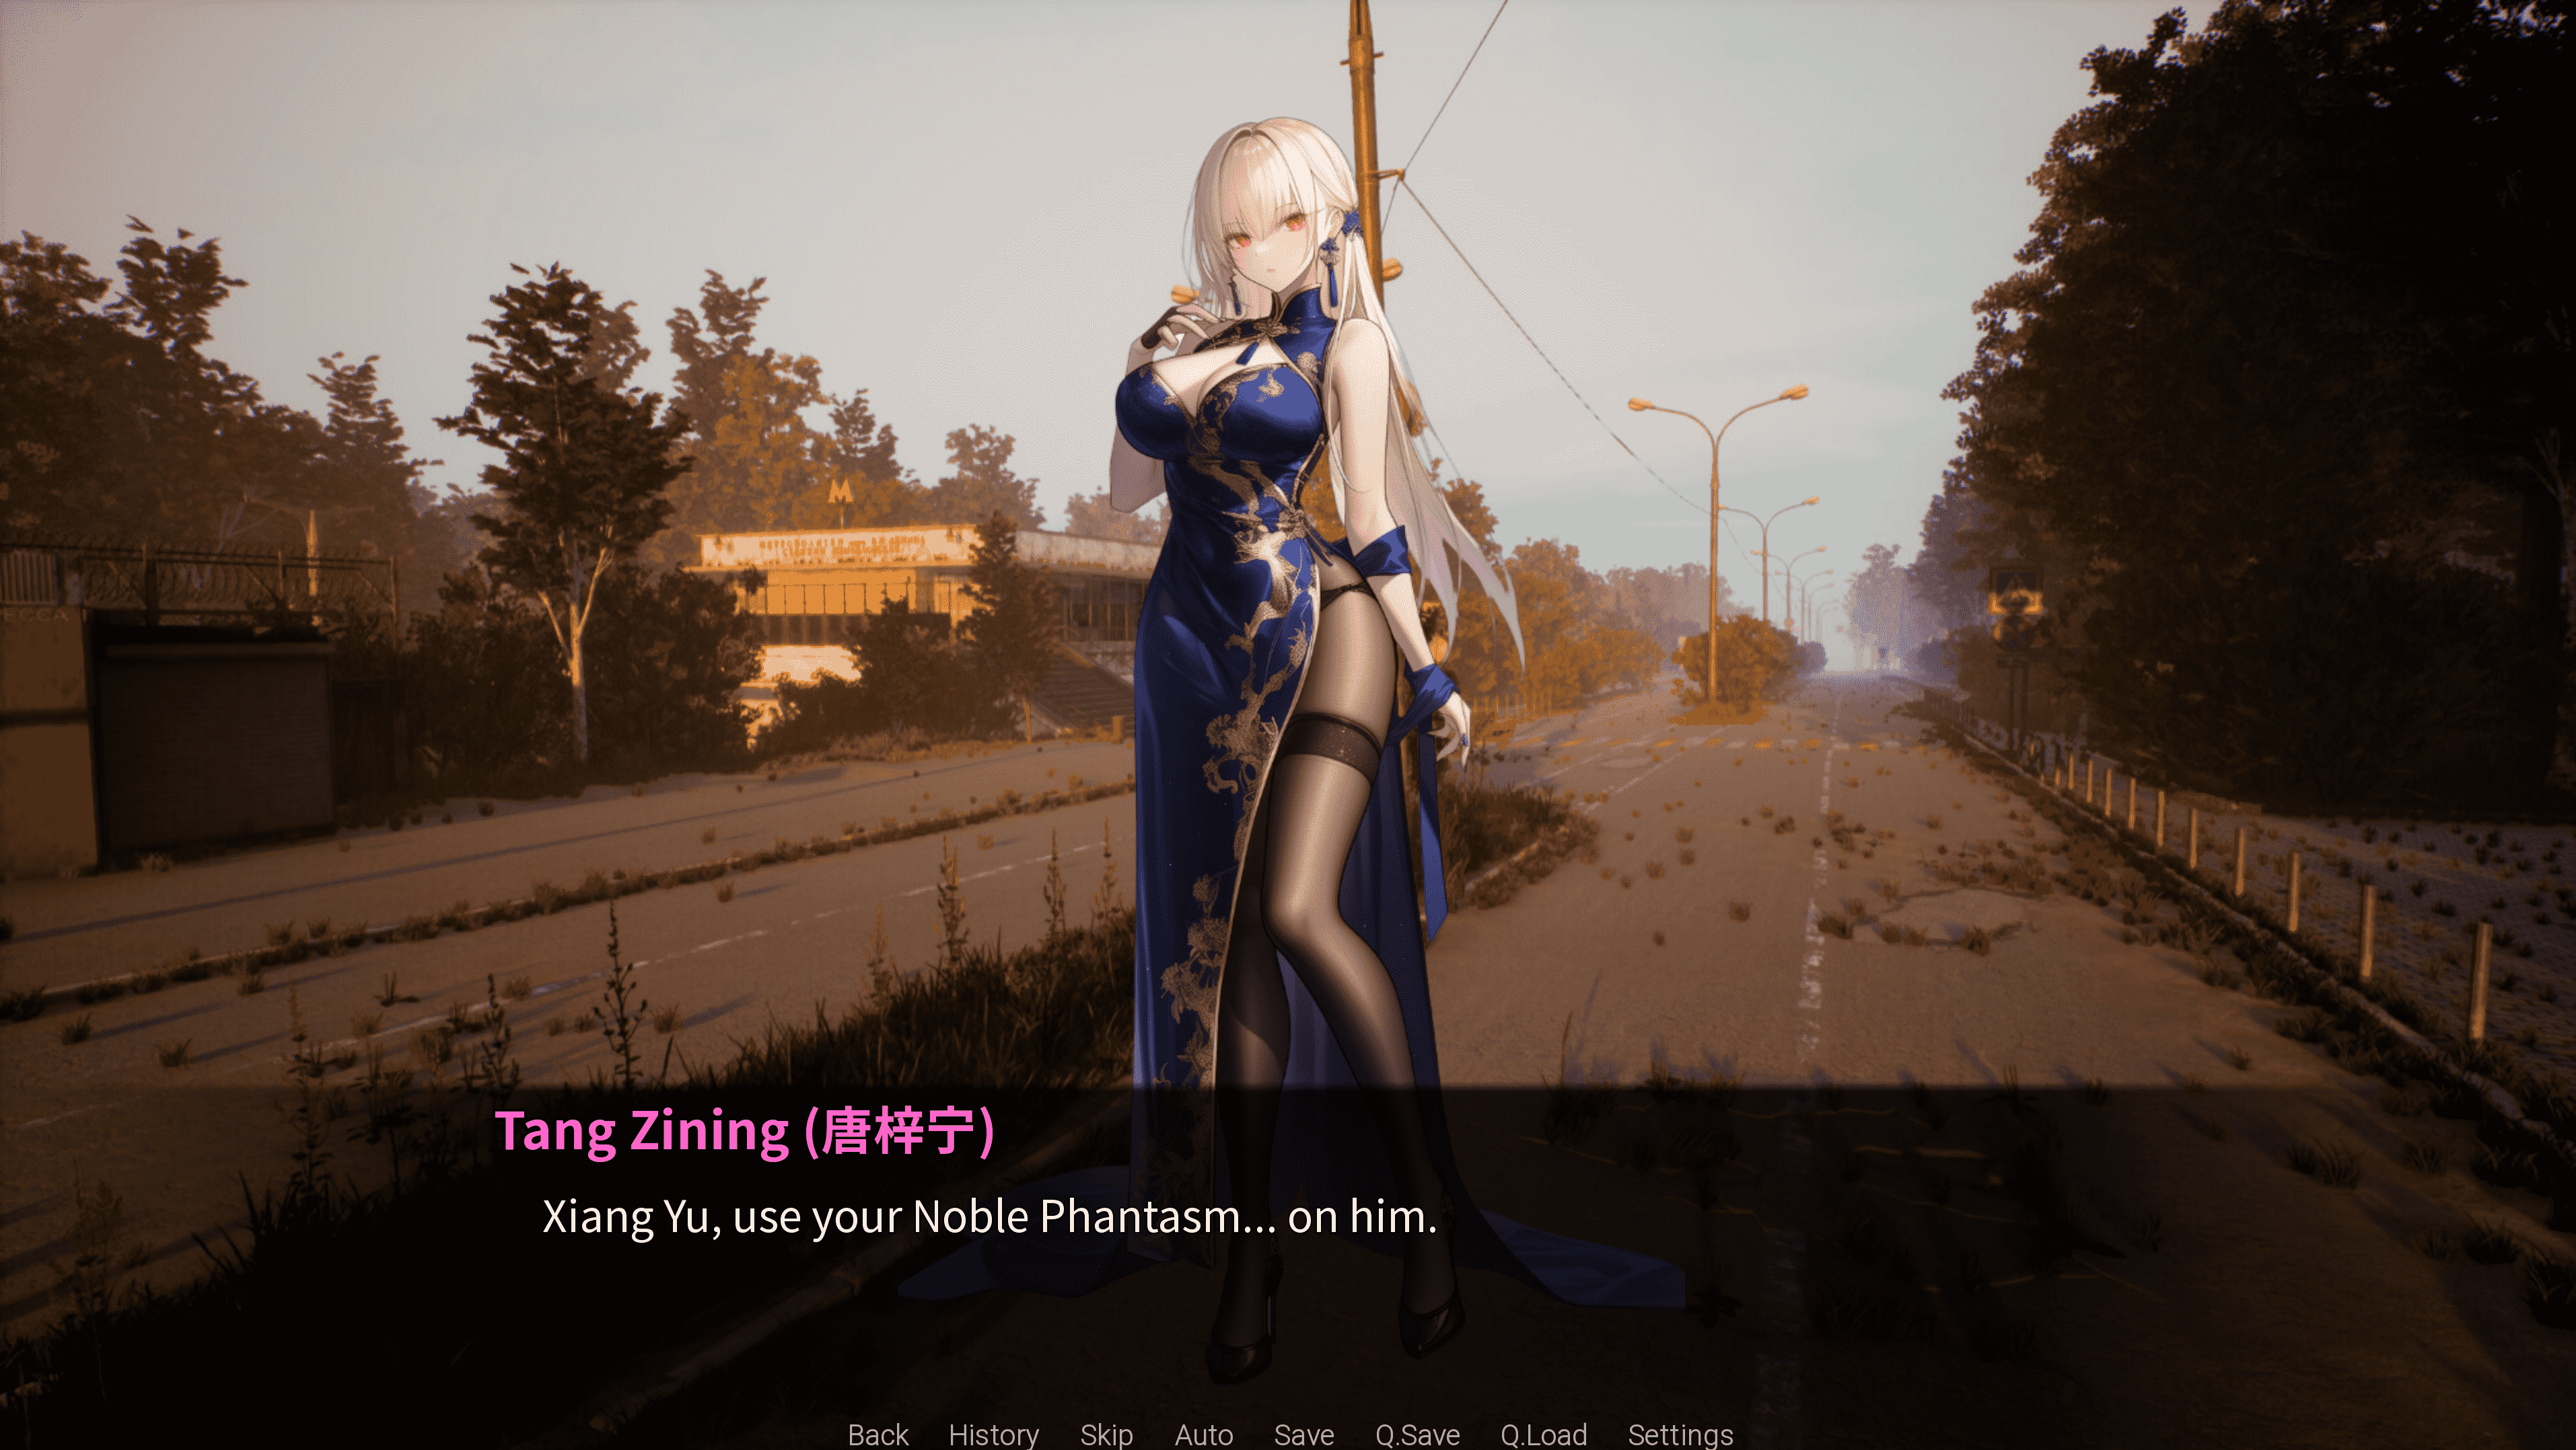 M
Tang Zining (唐梓宁)
Xiang Yu, use your Noble Phantasm... on him.
Back History Skip Auto Save Q.Save Q.Load Settings